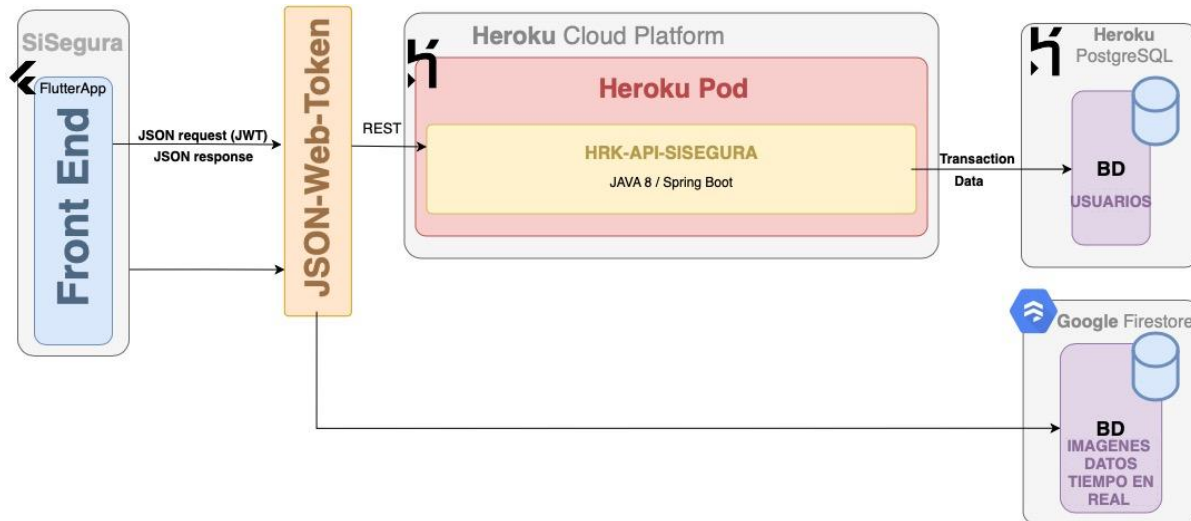 SiSegura
FlutterApp
Front End
JSON request (JWT)
JSON response
JSON-Web-Token
REST
Heroku Cloud Platform
Heroku Pod
HRK-API-SISEGURA
JAVA 8 / Spring Boot
Transaction
Data
Heroku
PostgreSQL
BD
USUARIOS
Google Firestore
BD
IMAGENES
DATOS
TIEMPO EN
REAL